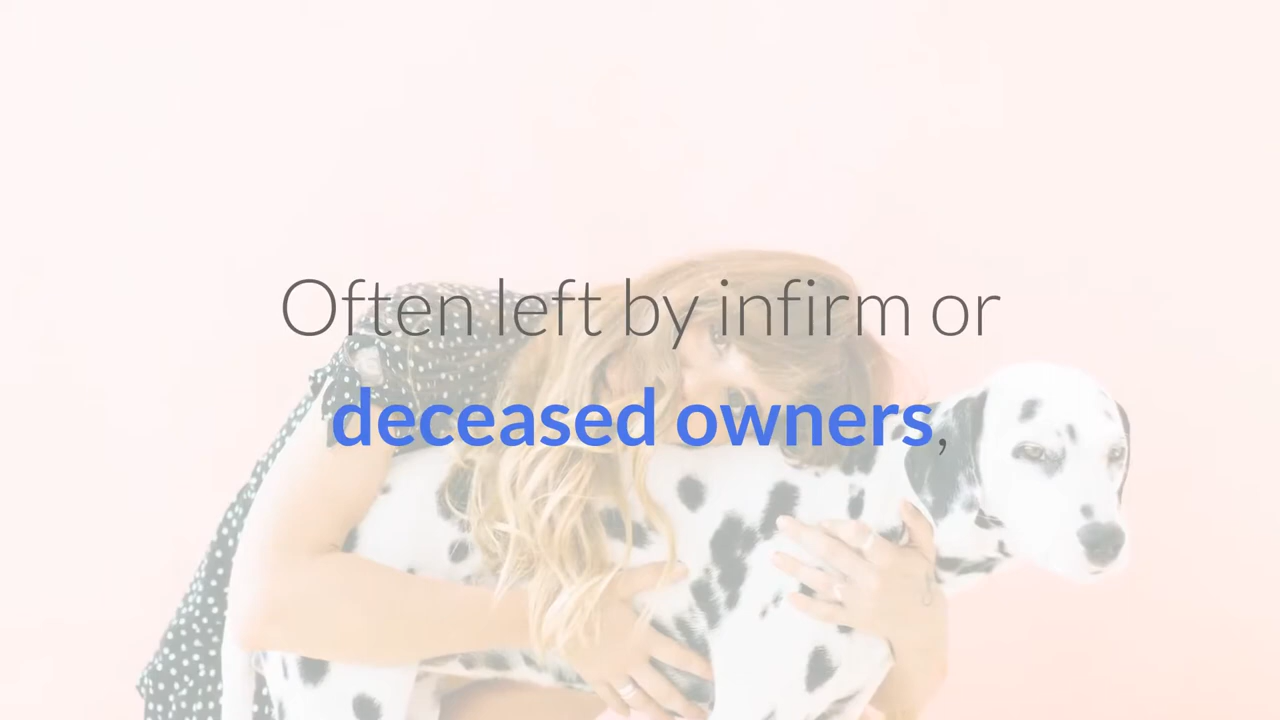 Often left by infirm or
deceased owners,